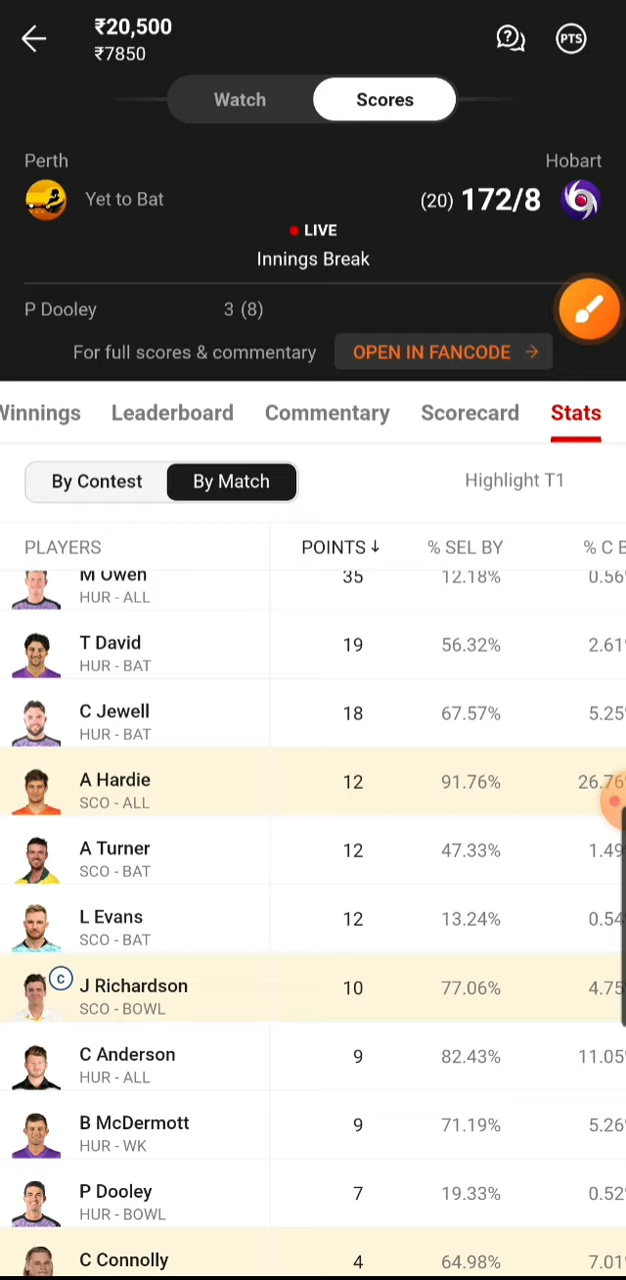 ₹20,500
₹7850
PTS
Watch
Scores
Perth
Hobart
Yet to Bat
(20) 172/8
LIVE
Innings Break
P Dooley 3 (8)
For full scores & commentary OPEN IN FANCODE →
Winnings Leaderboard Commentary Scorecard Stats
By Contest By Match Highlight T1
PLAYERS POINTS ↓ % SEL BY % C B
M Owen 35 12.18% 0.56
HUR - ALL
T David 19 56.32% 2.61
HUR - BAT
C Jewell 18 67.57% 5.25
HUR - BAT
A Hardie 12 91.76% 26.76
SCO - ALL
A Turner 12 47.33% 1.49
SCO - BAT
L Evans 12 13.24% 0.54
SCO - BAT
C J Richardson 10 77.06% 4.75
SCO - BOWL
C Anderson 9 82.43% 11.05
HUR - ALL
B McDermott 9 71.19% 5.26
HUR - WK
P Dooley 7 19.33% 0.52
HUR - BOWL
C Connolly 4 64.98% 7.01